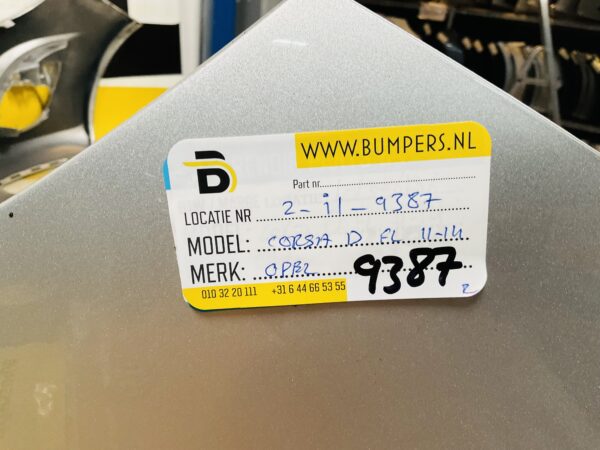 WWW.BUMPERS.NL
D
Part nr
LOCATIE NR 2-i1-9387
MODEL: CORSA D FL 11-14
MERK: OPEL 9387
010 32 20 111 +31 6 44 66 53 55